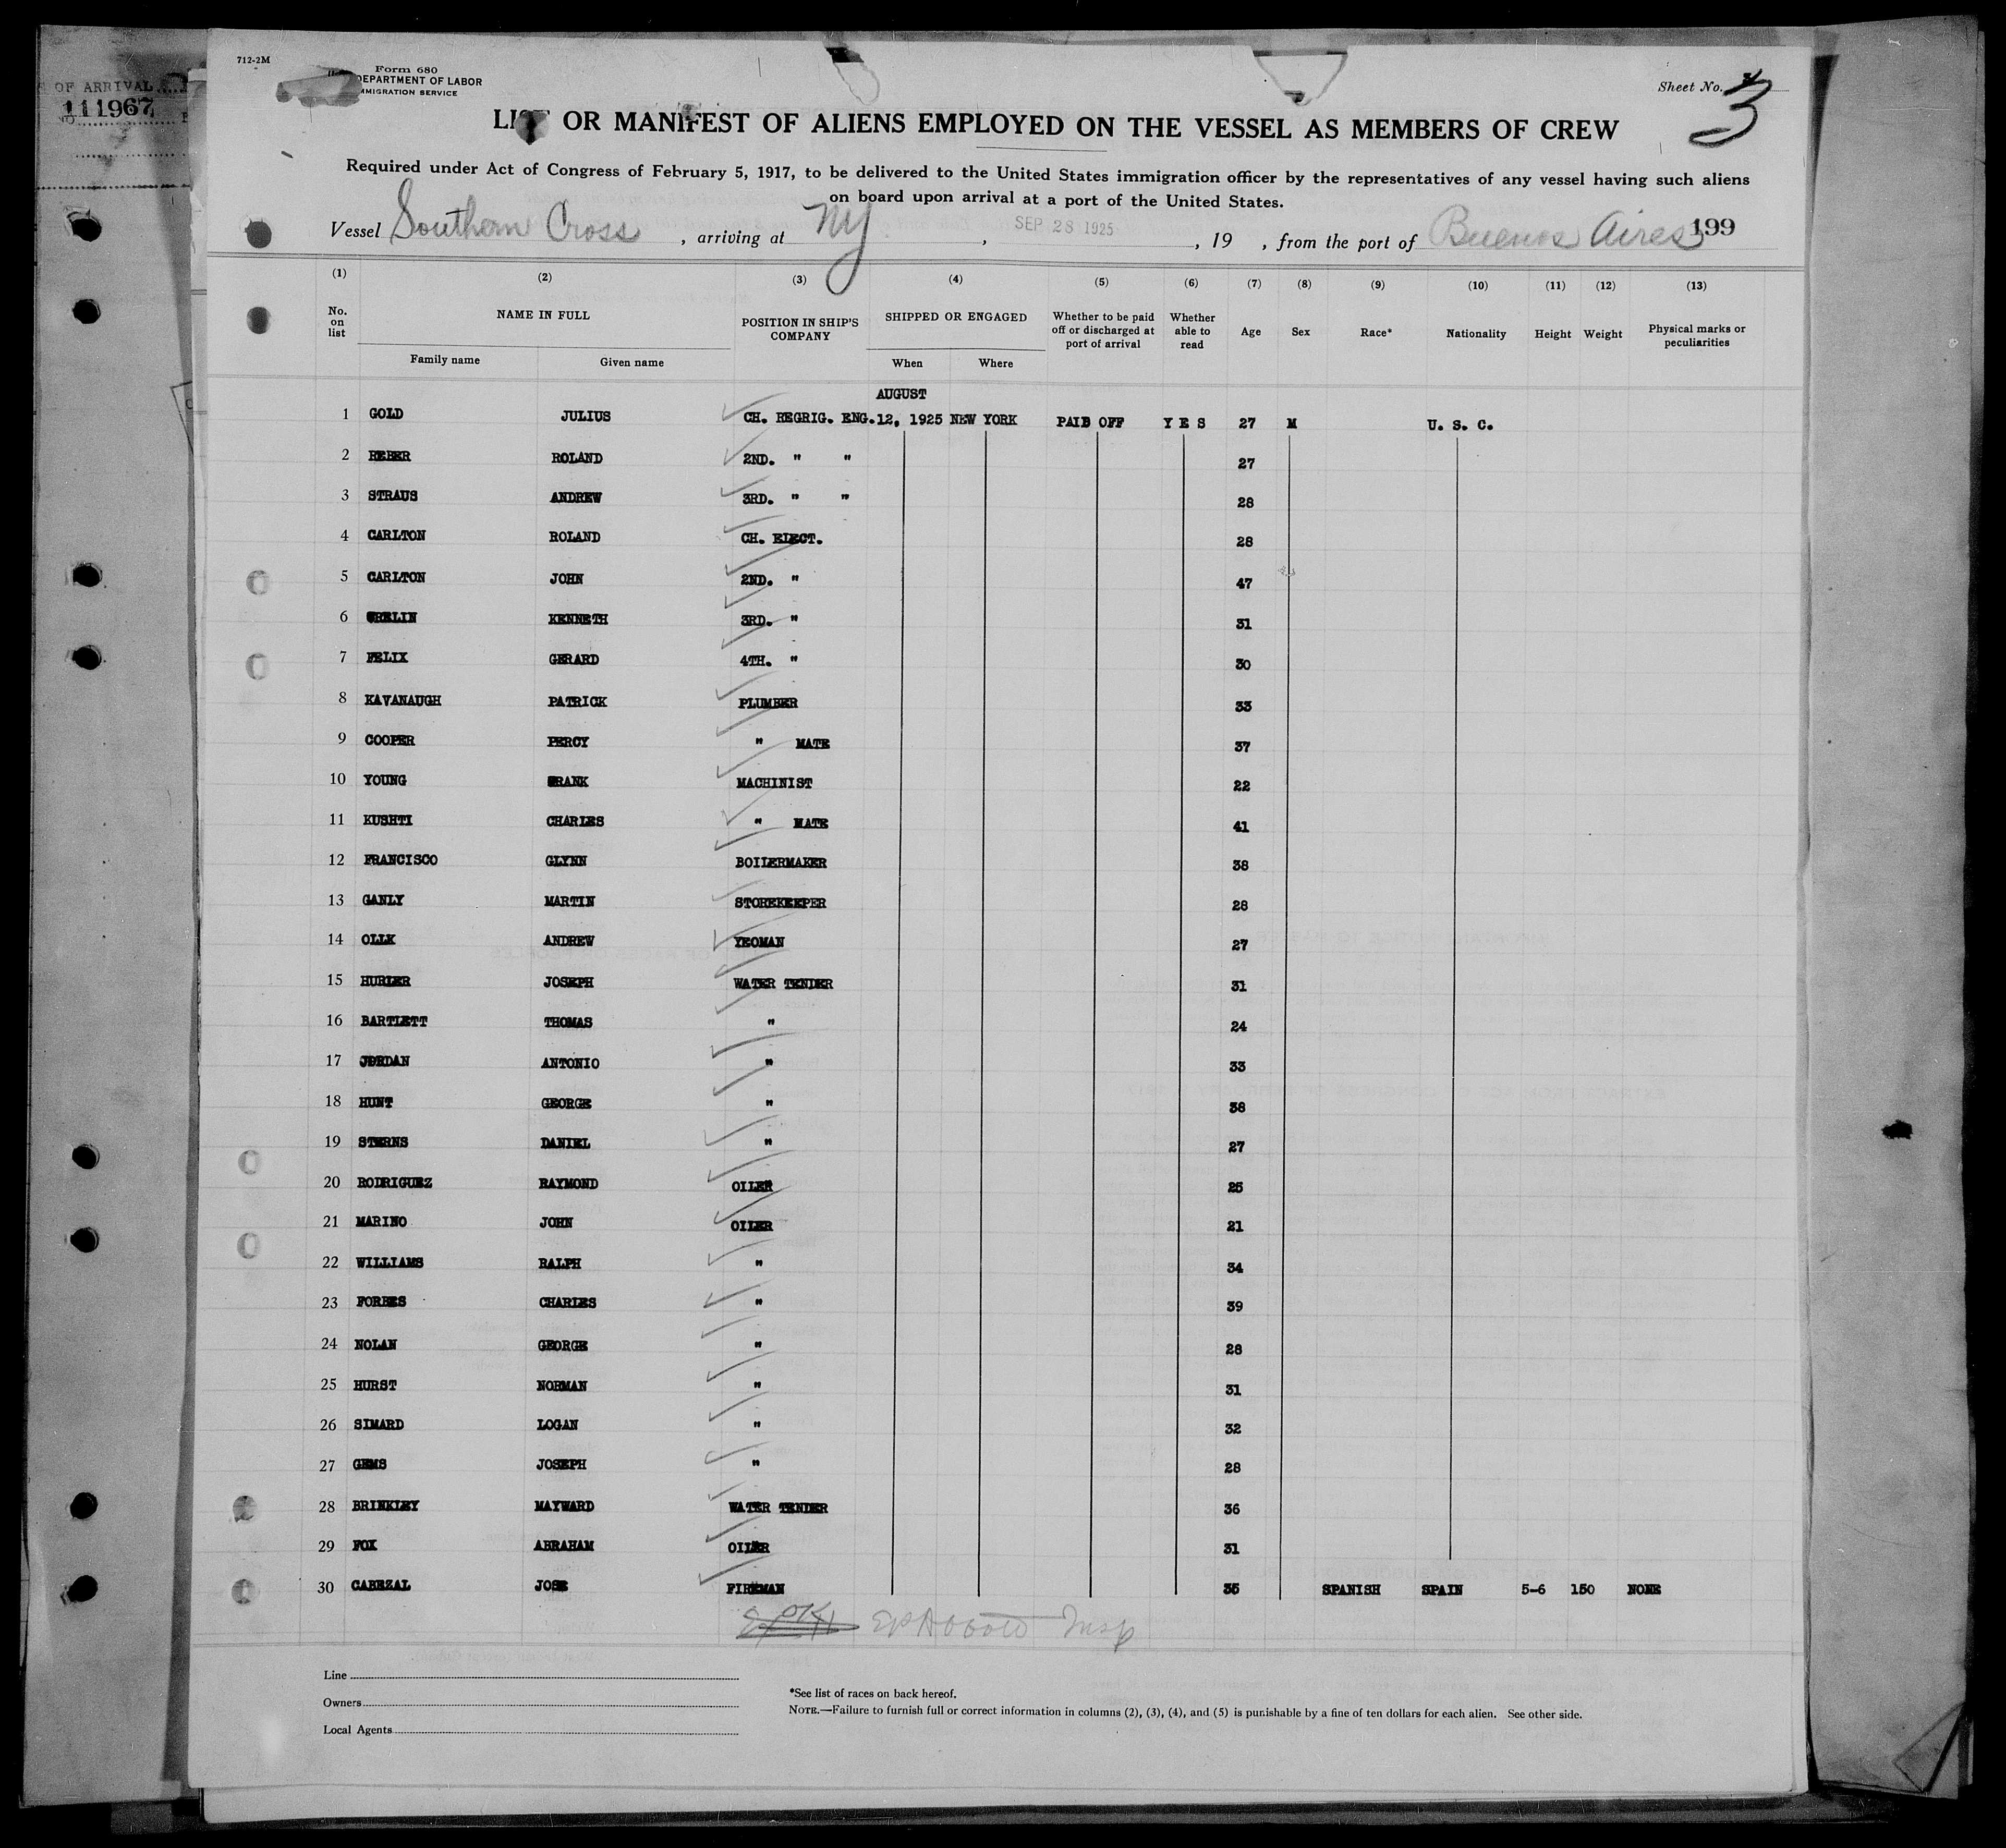 712-2M
Form 680
DEPARTMENT OF LABOR
IMMIGRATION SERVICE
OF ARRIVAL
111967
Sheet No. 3
LIST OR MANIFEST OF ALIENS EMPLOYED ON THE VESSEL AS MEMBERS OF CREW
Required under Act of Congress of February 5, 1917, to be delivered to the United States immigration officer by the representatives of any vessel having such aliens
on board upon arrival at a port of the United States.
Vessel Southern Cross, arriving at NY, SEP 28 1925, 19 , from the port of Buenos Aires 199
(1) (2) (3) (4) (5) (6) (7) (8) (9) (10) (11) (12) (13)
No. on list NAME IN FULL POSITION IN SHIP'S COMPANY SHIPPED OR ENGAGED Whether to be paid off or discharged at port of arrival Whether able to read Age Sex Race* Nationality Height Weight Physical marks or peculiarities
Family name Given name When Where
AUGUST
1 GOLD JULIUS CH. REGRIG. ENG. 12, 1925 NEW YORK PAID OFF YES 27 M U. S. C.
2 REBER ROLAND 2ND. " " 27
3 STRAUS ANDREW 3RD. " " 28
4 CARLTON ROLAND CH. ELECT. 28
5 CARLTON JOHN 2ND. " 47
6 KENNETH 3RD. " 31
7 FELIX GERARD 4TH. " 30
8 KAVANAUGH PATRICK PLUMBER 33
9 COOPER PERCY " MATE 37
10 YOUNG FRANK MACHINIST 22
11 KUSHTI CHARLES " MATE 41
12 FRANCISCO GLYNN BOILERMAKER 38
13 GANLY MARTIN STOREKEEPER 28
14 OLLK ANDREW YEOMAN 27
15 HURLER JOSEPH WATER TENDER 31
16 BARTLETT THOMAS " 24
17 JORDAN ANTONIO " 33
18 HUNT GEORGE " 38
19 STERNS DANIEL " 27
20 RODRIGUEZ RAYMOND OILER 25
21 MARINO JOHN OILER 21
22 WILLIAMS RALPH " 34
23 FORBES CHARLES " 39
24 NOLAN GEORGE " 28
25 HURST NORMAN " 31
26 SIMARD LOGAN " 32
27 GEMS JOSEPH " 28
28 BRINKLEY MAYWARD WATER TENDER 36
29 FOX ABRAHAM OILER 31
30 CABEZAL JOSE FIREMAN 35 SPANISH SPAIN 5-6 150 NONE
Insp
Line
Owners
Local Agents
*See list of races on back hereof.
NOTE.—Failure to furnish full or correct information in columns (2), (3), (4), and (5) is punishable by a fine of ten dollars for each alien. See other side.